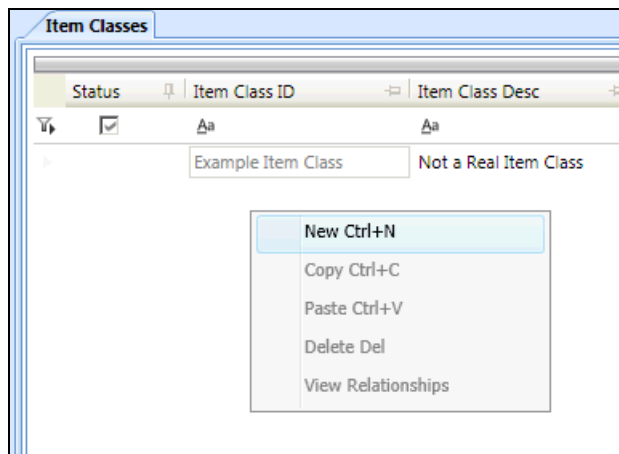 Item Classes
Status Item Class ID Item Class Desc
Aa Aa
Example Item Class Not a Real Item Class
New Ctrl+N
Copy Ctrl+C
Paste Ctrl+V
Delete Del
View Relationships